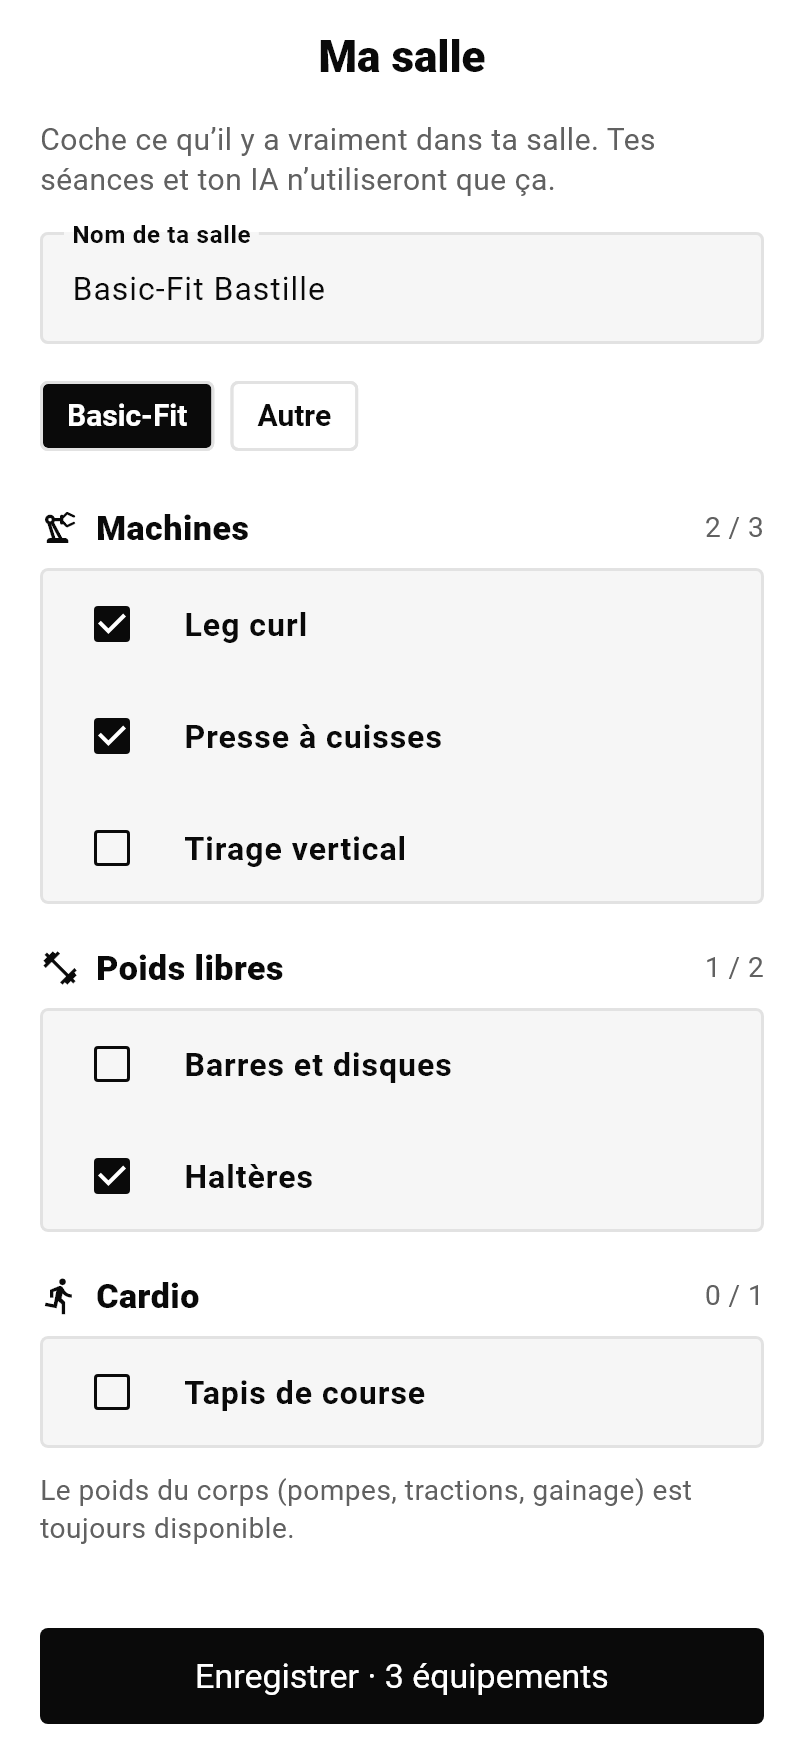 Ma salle
Coche ce qu’il y a vraiment dans ta salle. Tes
séances et ton IA n’utiliseront que ça.
Nom de ta salle
Basic-Fit Bastille
Basic-Fit
Autre
Machines
2 / 3
Leg curl
Presse à cuisses
Tirage vertical
Poids libres
1 / 2
Barres et disques
Haltères
Cardio
0 / 1
Tapis de course
Le poids du corps (pompes, tractions, gainage) est
toujours disponible.
Enregistrer · 3 équipements